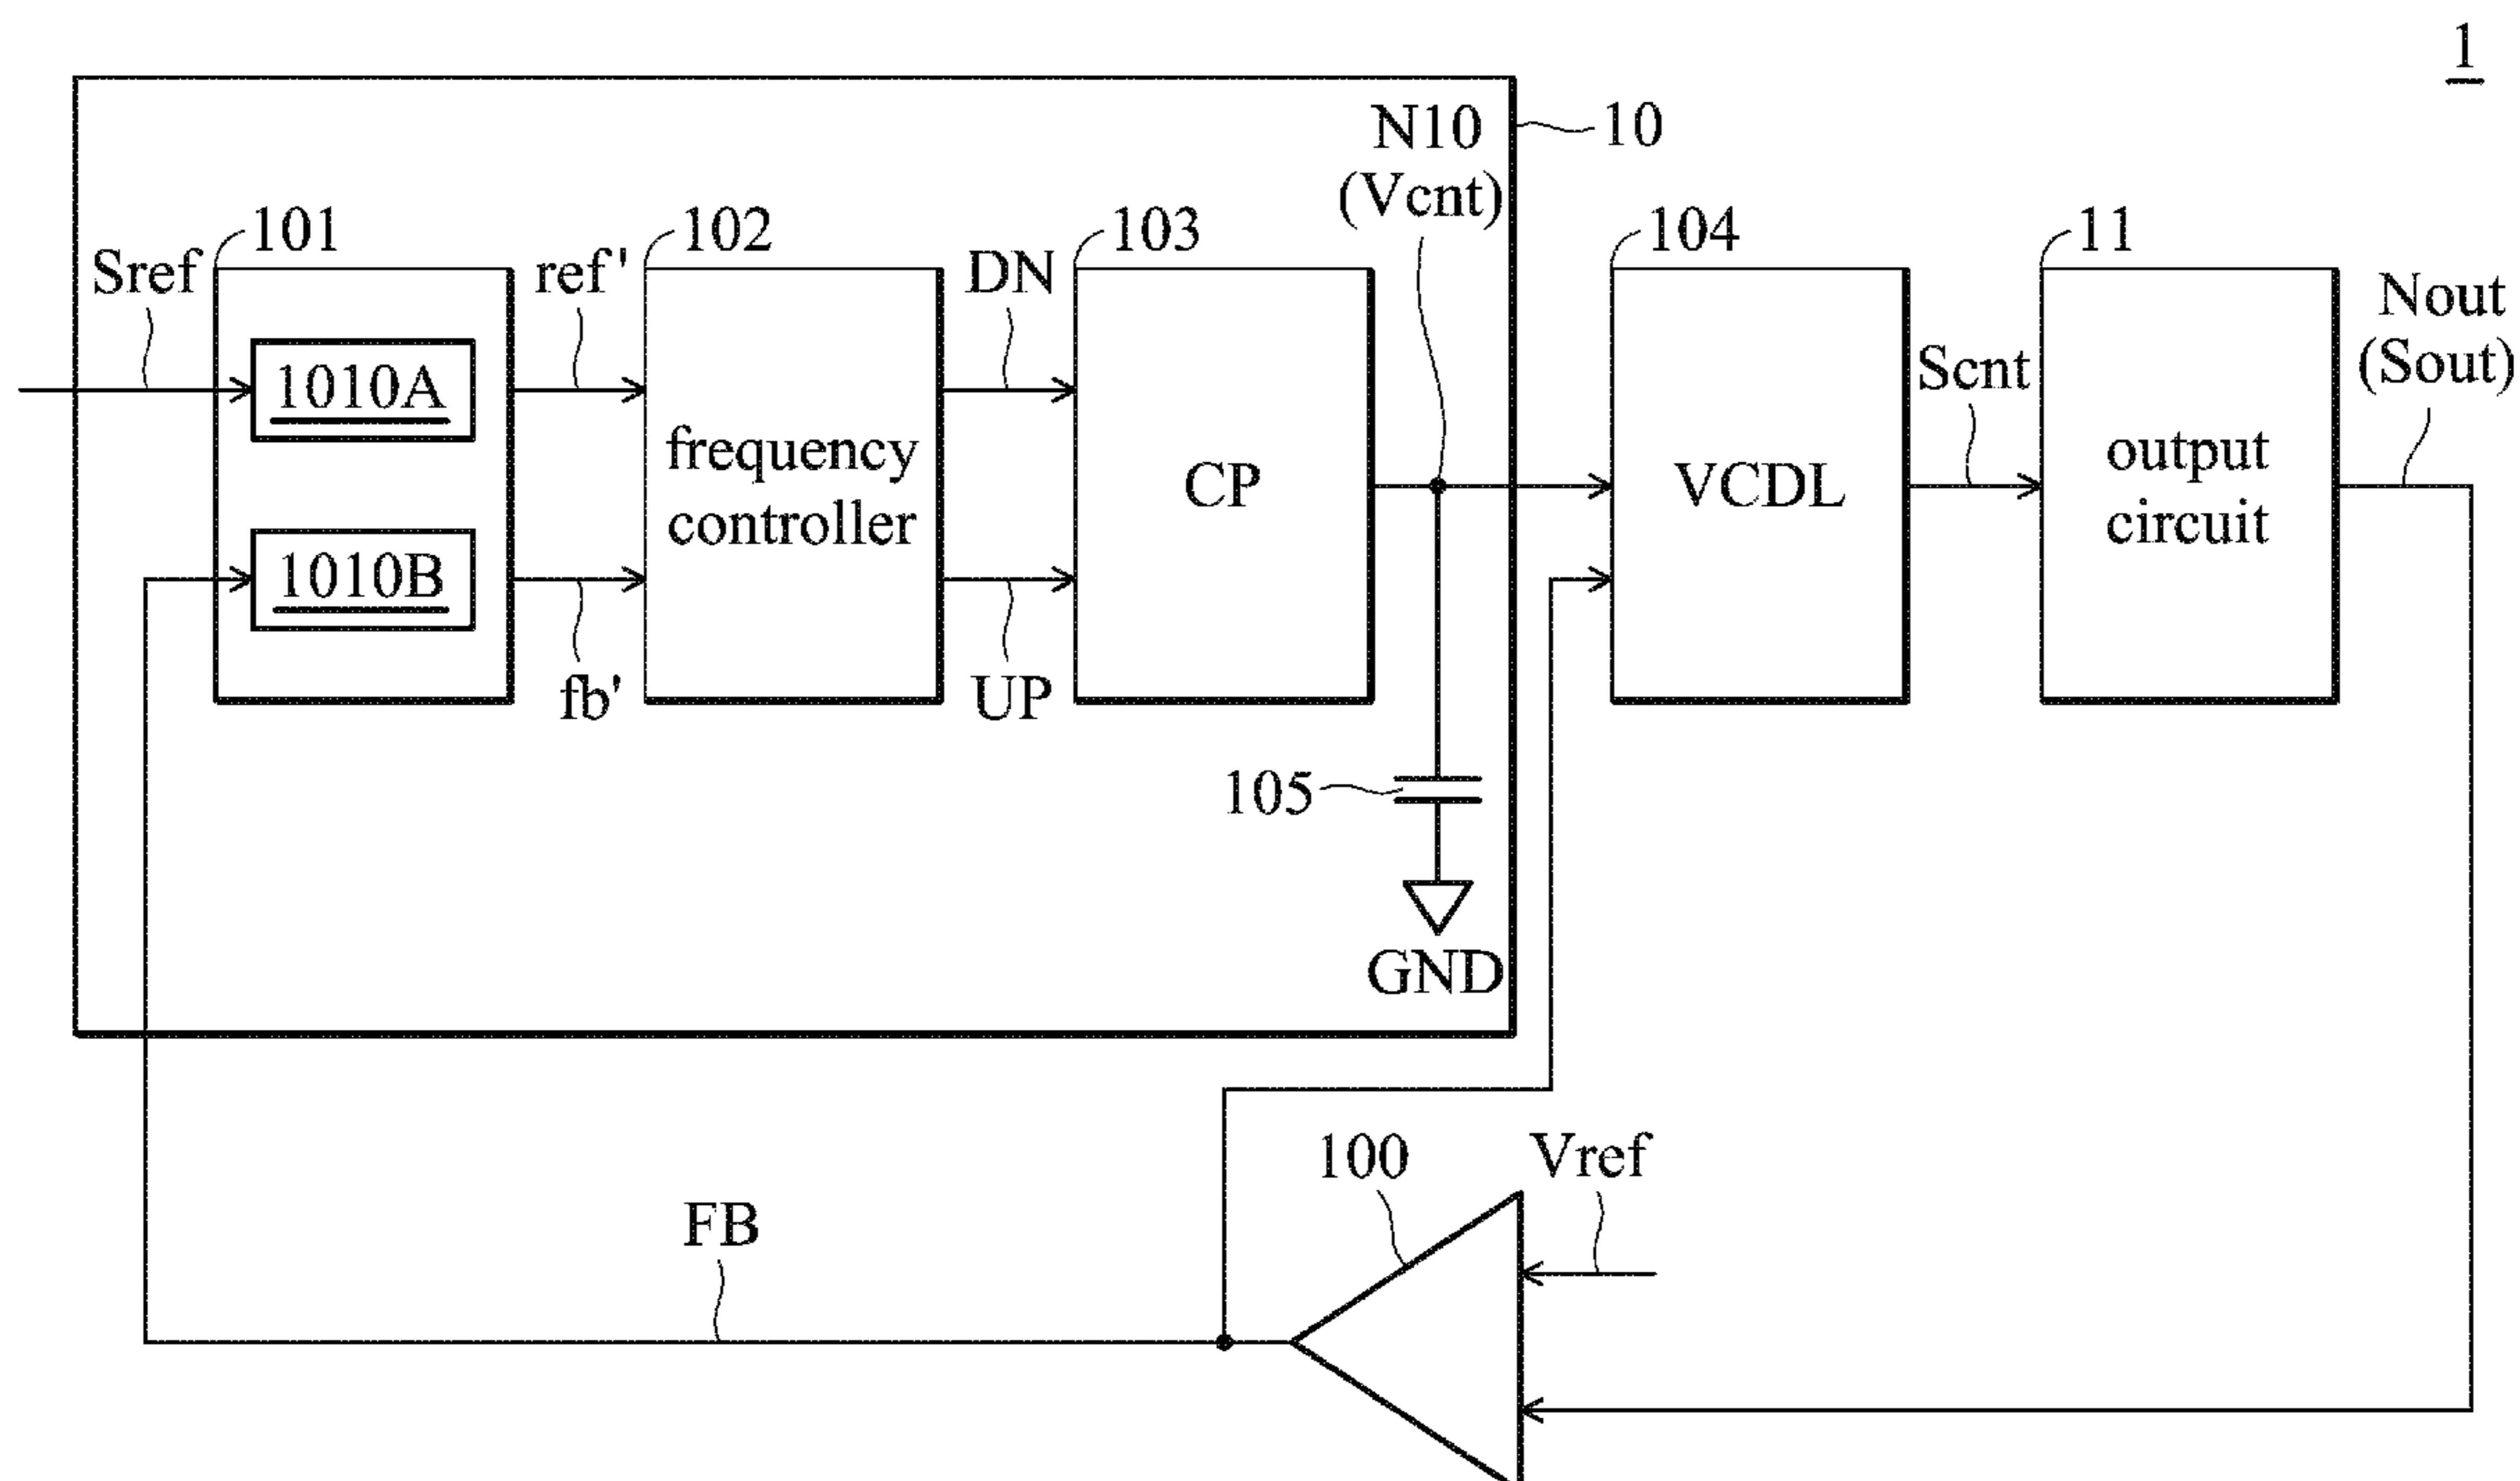 1
N10
(Vcnt)
10
101
102
103
104
11
Sref
ref'
DN
Nout
(Sout)
Scnt
1010A
1010B
frequency
controller
CP
VCDL
output
circuit
fb'
UP
105
GND
100
Vref
FB